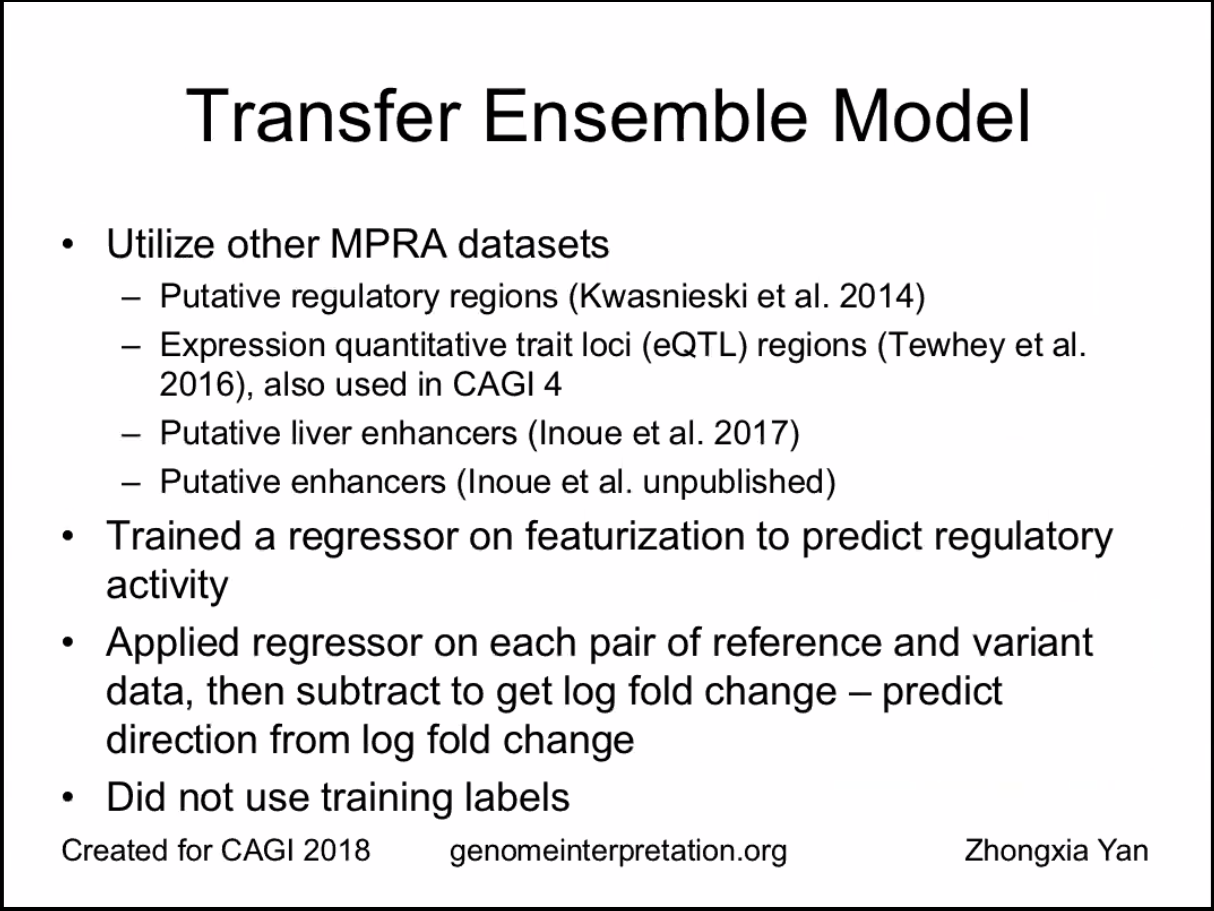 Transfer Ensemble Model
• Utilize other MPRA datasets
– Putative regulatory regions (Kwasnieski et al. 2014)
– Expression quantitative trait loci (eQTL) regions (Tewhey et al.
2016), also used in CAGI 4
– Putative liver enhancers (Inoue et al. 2017)
– Putative enhancers (Inoue et al. unpublished)
• Trained a regressor on featurization to predict regulatory
activity
• Applied regressor on each pair of reference and variant
data, then subtract to get log fold change – predict
direction from log fold change
• Did not use training labels
Created for CAGI 2018 genomeinterpretation.org Zhongxia Yan